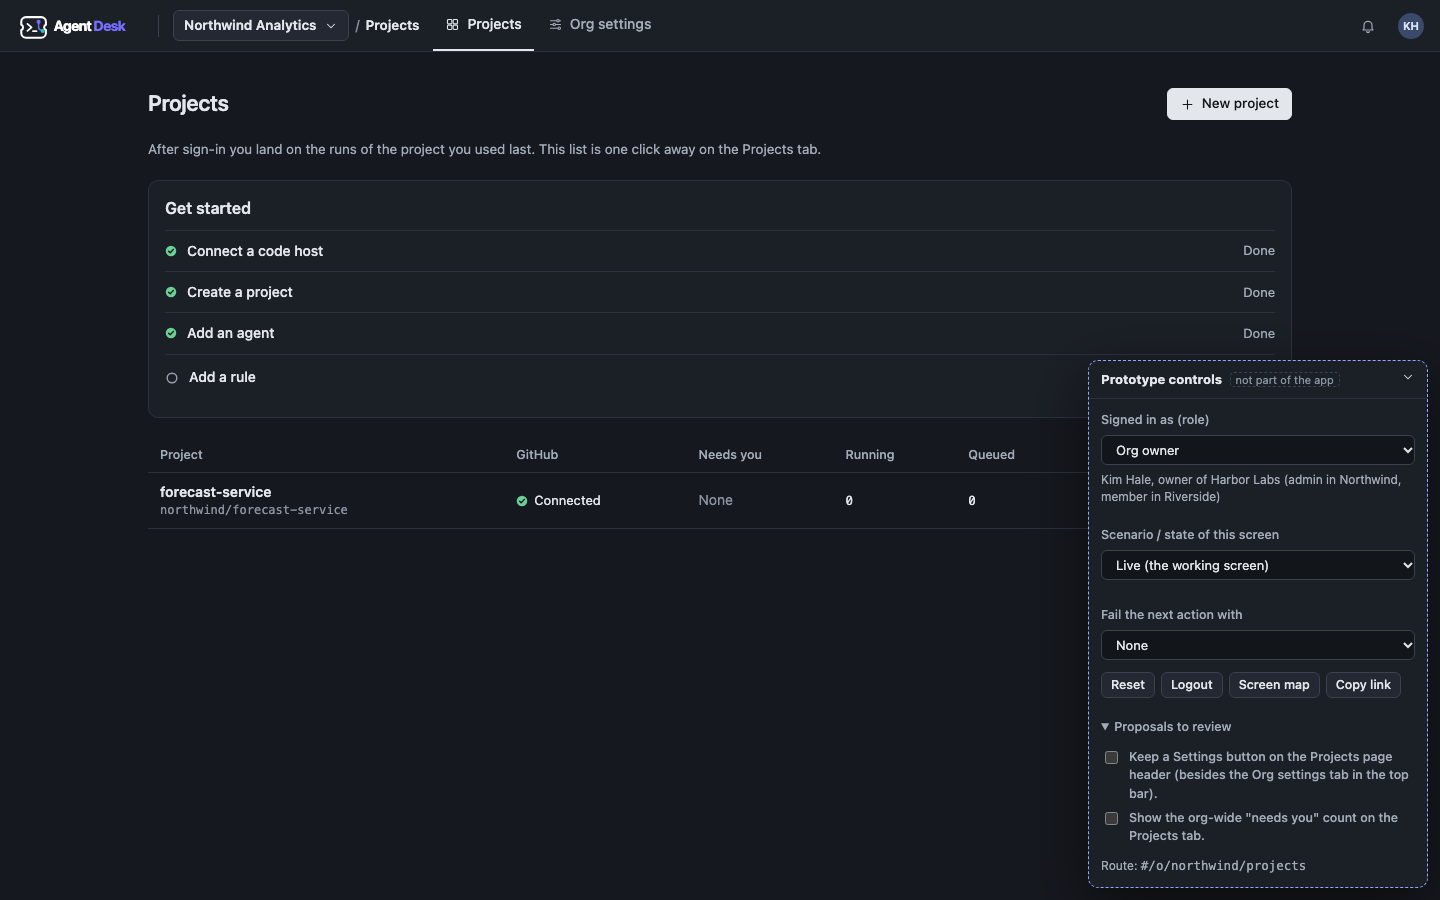 AgentDesk
Northwind Analytics / Projects
Projects
Org settings
KH
Projects
New project
After sign-in you land on the runs of the project you used last. This list is one click away on the Projects tab.
Get started
Connect a code host Done
Create a project Done
Add an agent Done
Add a rule
Project GitHub Needs you Running Queued
forecast-service Connected None 0 0
northwind/forecast-service
Prototype controls not part of the app
Signed in as (role)
Org owner
Kim Hale, owner of Harbor Labs (admin in Northwind,
member in Riverside)
Scenario / state of this screen
Live (the working screen)
Fail the next action with
None
Reset Logout Screen map Copy link
Proposals to review
Keep a Settings button on the Projects page
header (besides the Org settings tab in the top
bar).
Show the org-wide "needs you" count on the
Projects tab.
Route: #/o/northwind/projects